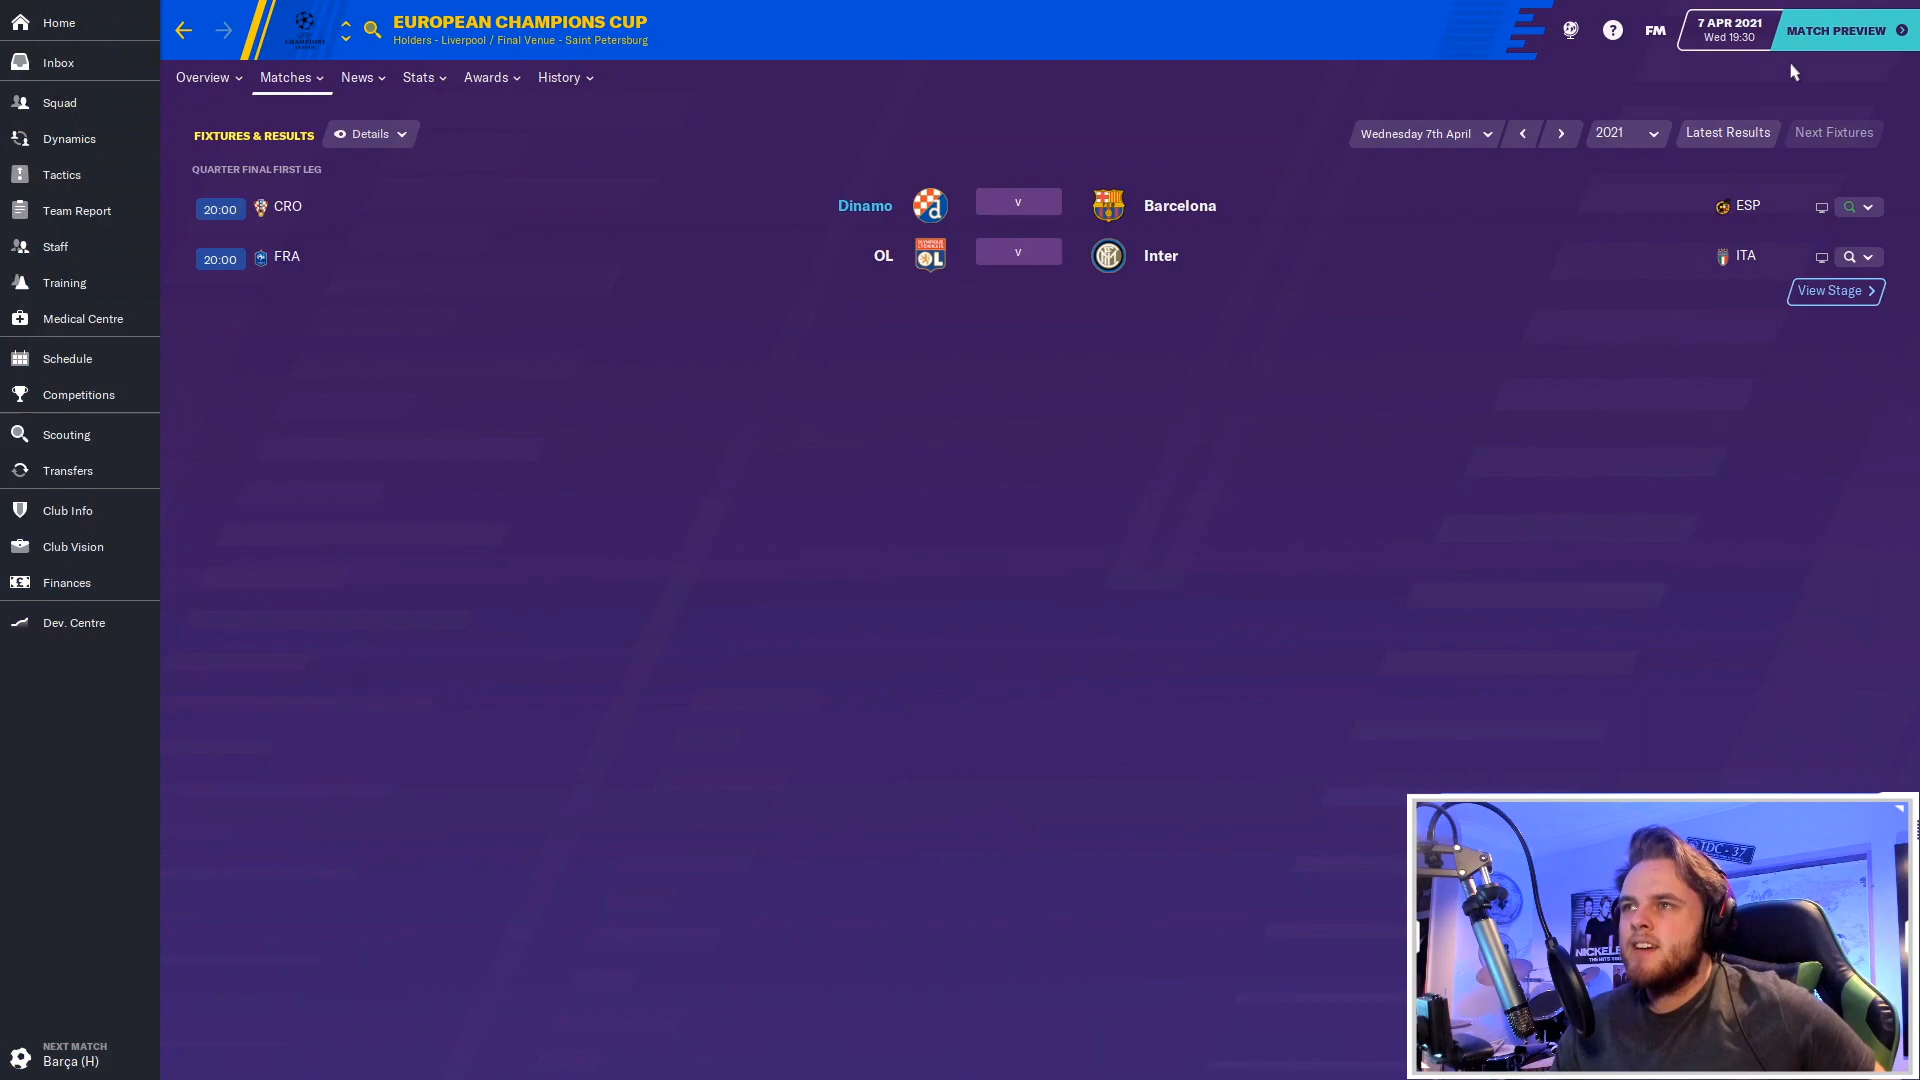 Home
Inbox
Squad
Dynamics
Tactics
Team Report
Staff
Training
Medical Centre
Schedule
Competitions
Scouting
Transfers
Club Info
Club Vision
Finances
Dev. Centre
NEXT MATCH
Barça (H)
EUROPEAN CHAMPIONS CUP
Holders - Liverpool / Final Venue - Saint Petersburg
FM
7 APR 2021
Wed 19:30
MATCH PREVIEW
Overview Matches News Stats Awards History
FIXTURES & RESULTS Details
Wednesday 7th April 2021 Latest Results Next Fixtures
QUARTER FINAL FIRST LEG
20:00 CRO Dinamo v Barcelona ESP
20:00 FRA OL v Inter ITA
View Stage
TDC - 37